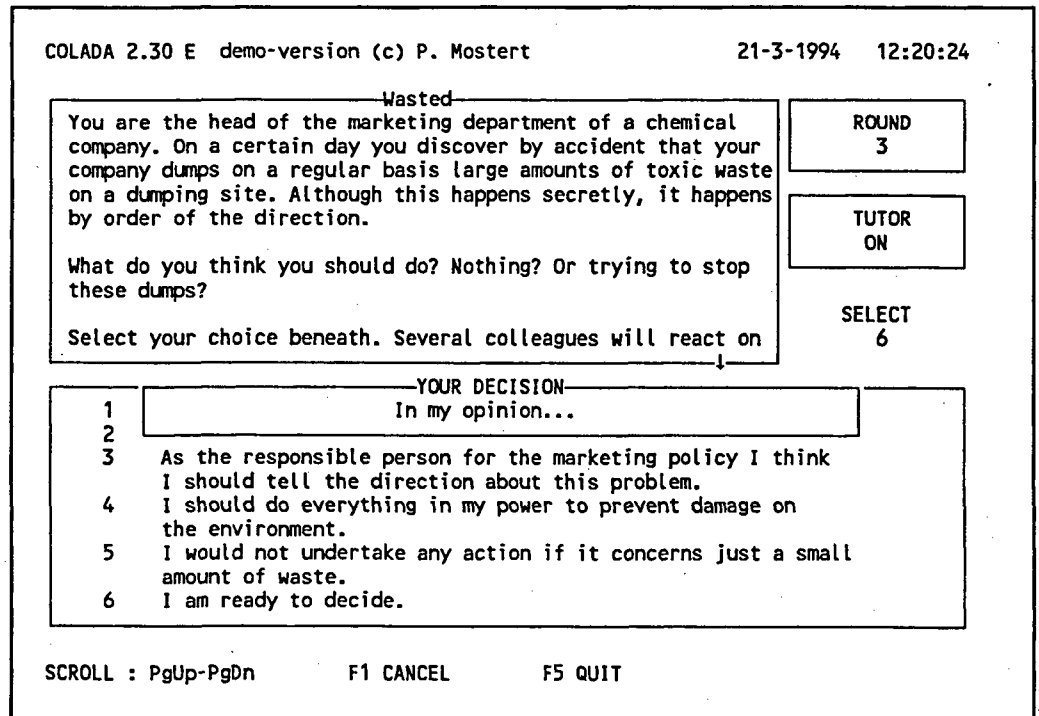 COLADA 2.30 E demo-version (c) P. Mostert 21-3-1994 12:20:24
Wasted
You are the head of the marketing department of a chemical
company. On a certain day you discover by accident that your
company dumps on a regular basis large amounts of toxic waste
on a dumping site. Although this happens secretly, it happens
by order of the direction.
What do you think you should do? Nothing? Or trying to stop
these dumps?
Select your choice beneath. Several colleagues will react on
ROUND
3
TUTOR
ON
SELECT
6
YOUR DECISION
1 In my opinion...
2
3 As the responsible person for the marketing policy I think
I should tell the direction about this problem.
4 I should do everything in my power to prevent damage on
the environment.
5 I would not undertake any action if it concerns just a small
amount of waste.
6 I am ready to decide.
SCROLL : PgUp-PgDn F1 CANCEL F5 QUIT